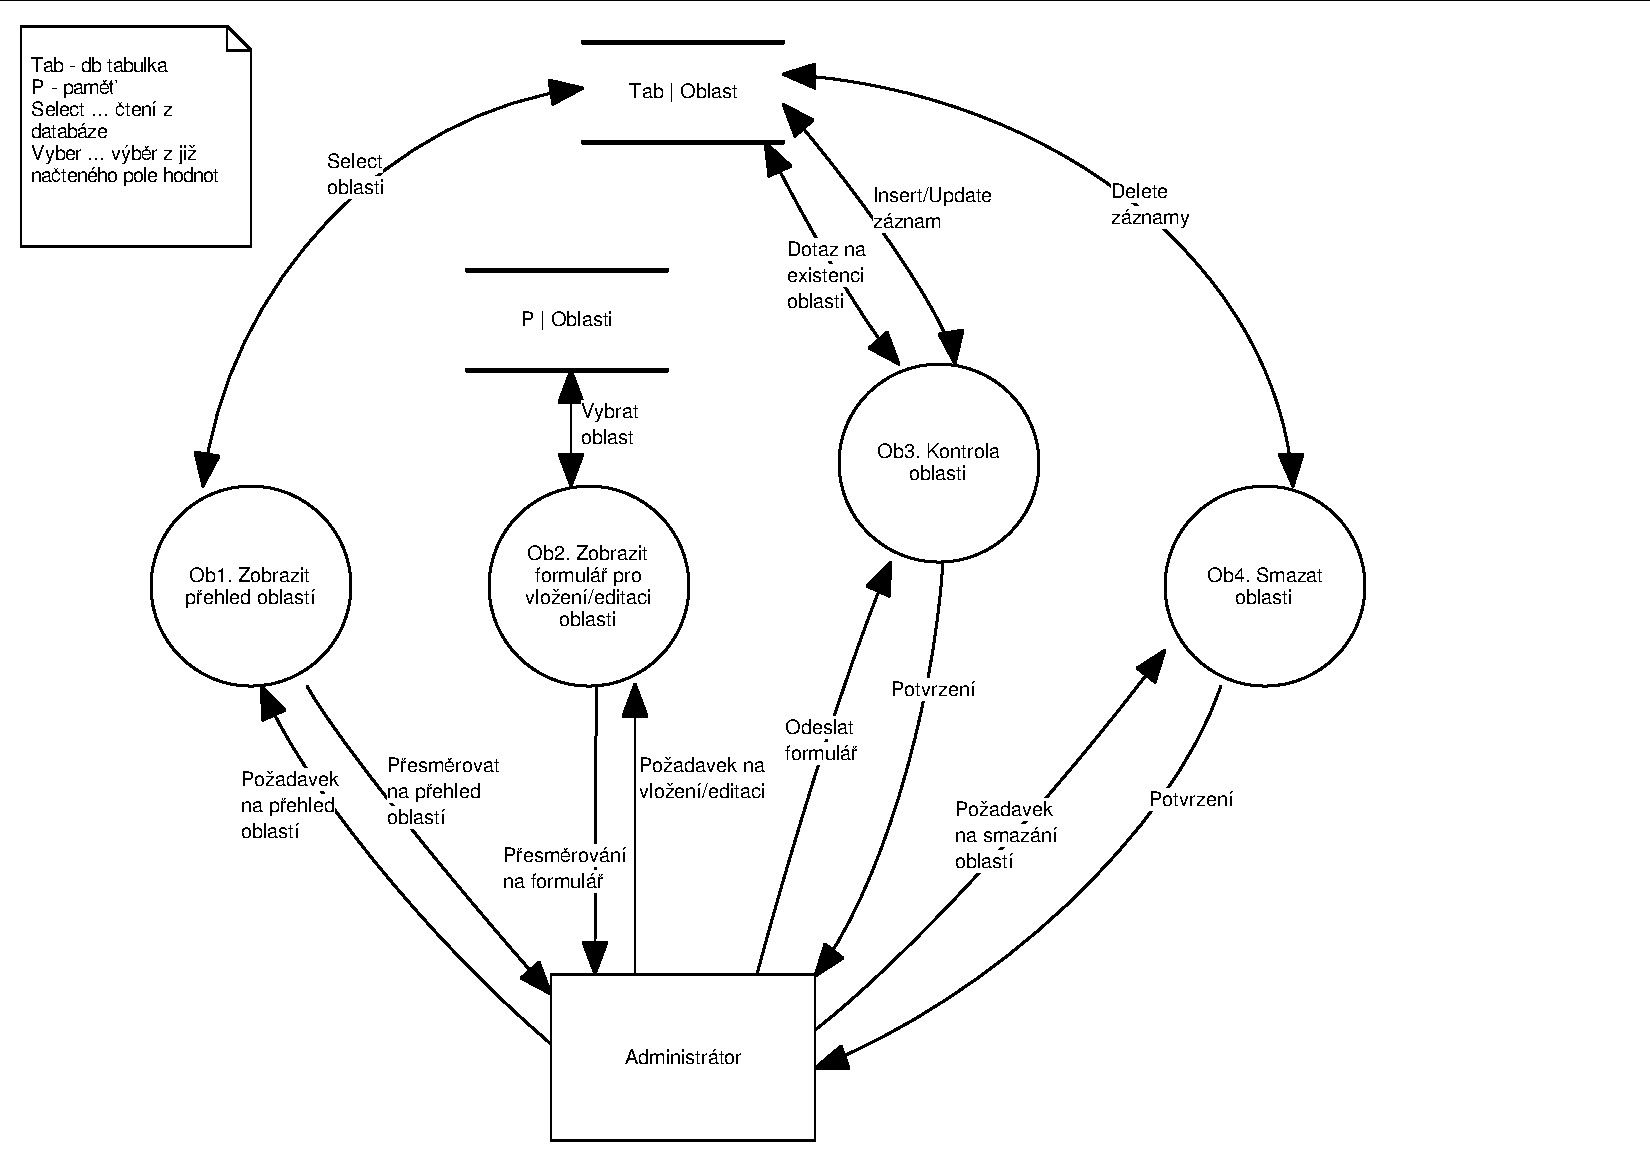 Tab - db tabulka
P - paměť
Select ... čtení z
databáze
Vyber ... výběr z již
načteného pole hodnot
Tab | Oblast
Select
oblasti
Insert/Update
záznam
Delete
záznamy
Dotaz na
existenci
oblasti
P | Oblasti
Vybrat
oblast
Ob3. Kontrola
oblasti
Ob1. Zobrazit
přehled oblastí
Ob2. Zobrazit
formulář pro
vložení/editaci
oblasti
Ob4. Smazat
oblasti
Požadavek
na přehled
oblastí
Přesměrovat
na přehled
oblastí
Přesměrování
na formulář
Požadavek na
vložení/editaci
Odeslat
formulář
Potvrzení
Požadavek
na smazání
oblastí
Potvrzení
Administrátor